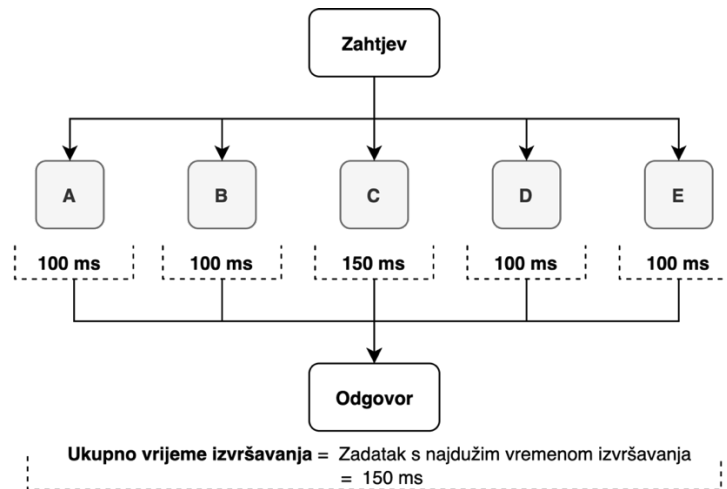 Zahtjev
A
B
C
D
E
100 ms
100 ms
150 ms
100 ms
100 ms
Odgovor
Ukupno vrijeme izvršavanja = Zadatak s najdužim vremenom izvršavanja
= 150 ms